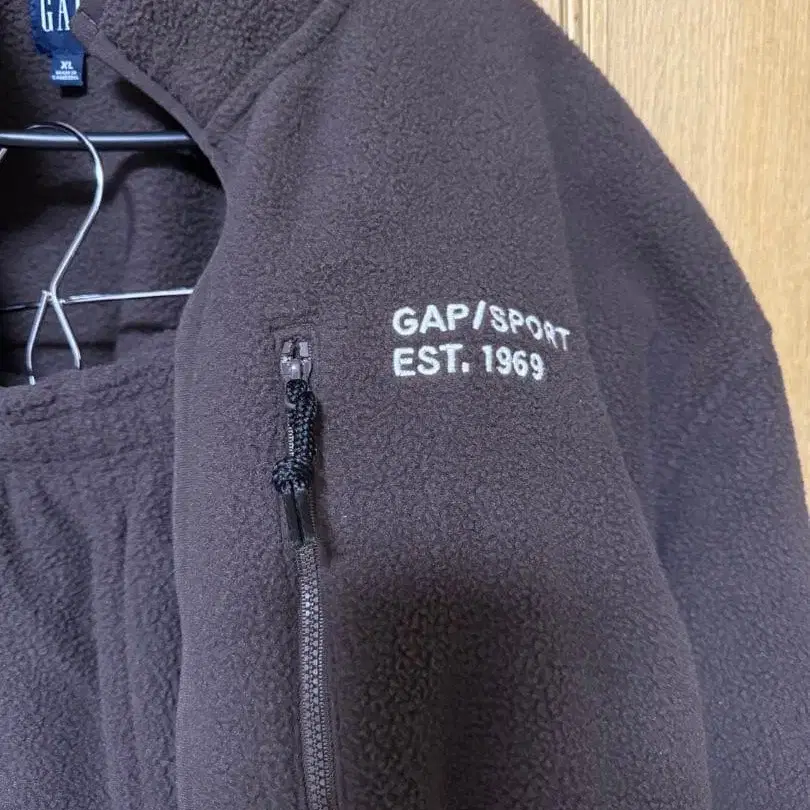 GAP
XL
GAP/SPORT
EST. 1969